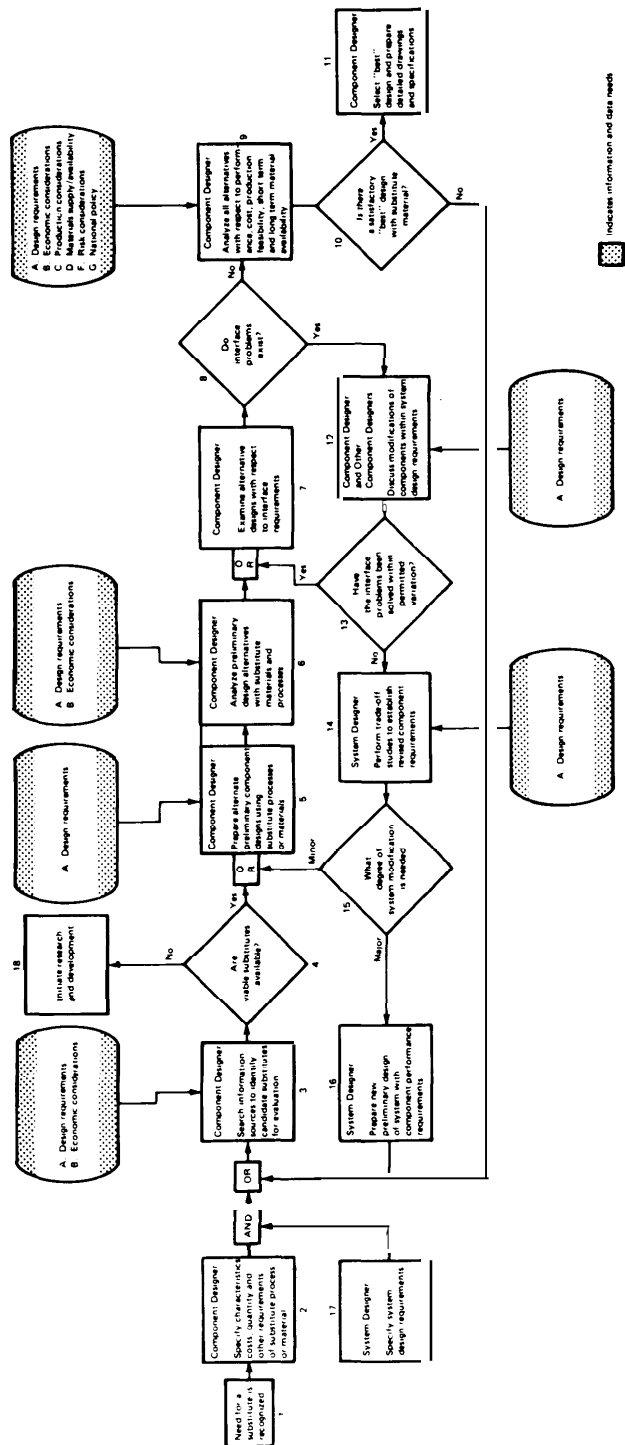 Need for a
substitute is
recognized
1
Component Designer
Specify characteristics
costs, quantity and
other requirements
of substitute process
or material
2
System Designer
Specify system
design requirements
17
AND
OR
A. Design requirements
B Economic considerations
Component Designer
Search information
sources to identify
candidate substitutes
for evaluation
3
Are
viable substitutes
available?
4
No
Yes
18
Initiate research
and development
O
R
A Design requirements
Component Designer
Prepare alternate
preliminary component
designs using
substitute processes
or materials
5
A Design requirements
B Economic considerations
Component Designer
Analyze preliminary
design alternatives
with substitute
materials and
processes
6
O
R
Component Designer
Examine alternative
designs with respect
to interface
requirements
7
8
Do
interface
problems
exist?
No
Yes
A Design requirements
B Economic considerations
C Production considerations
D Materials supply/availability
F Risk considerations
G National policy
Component Designer
Analyze all alternatives
with respect to perform-
ance, cost, production
feasibility, short term
and long term material
availability
9
10
Is there
a satisfactory
"best" design
with substitute
material?
Yes
No
11
Component Designer
Select "best"
design and prepare
detailed drawings
and specifications
12
Component Designer
and Other
Component Designers
Discuss modifications of
components within system
design requirements
A Design requirements
13
Have
the interface
problems been
solved within
permitted
variation?
Yes
No
14
System Designer
Perform trade-off
studies to establish
revised component
requirements
A Design requirements
15
What
degree of
system modification
is needed
Minor
Major
16
System Designer
Prepare new
preliminary design
of system with
component performance
requirements
Indicates information and data needs